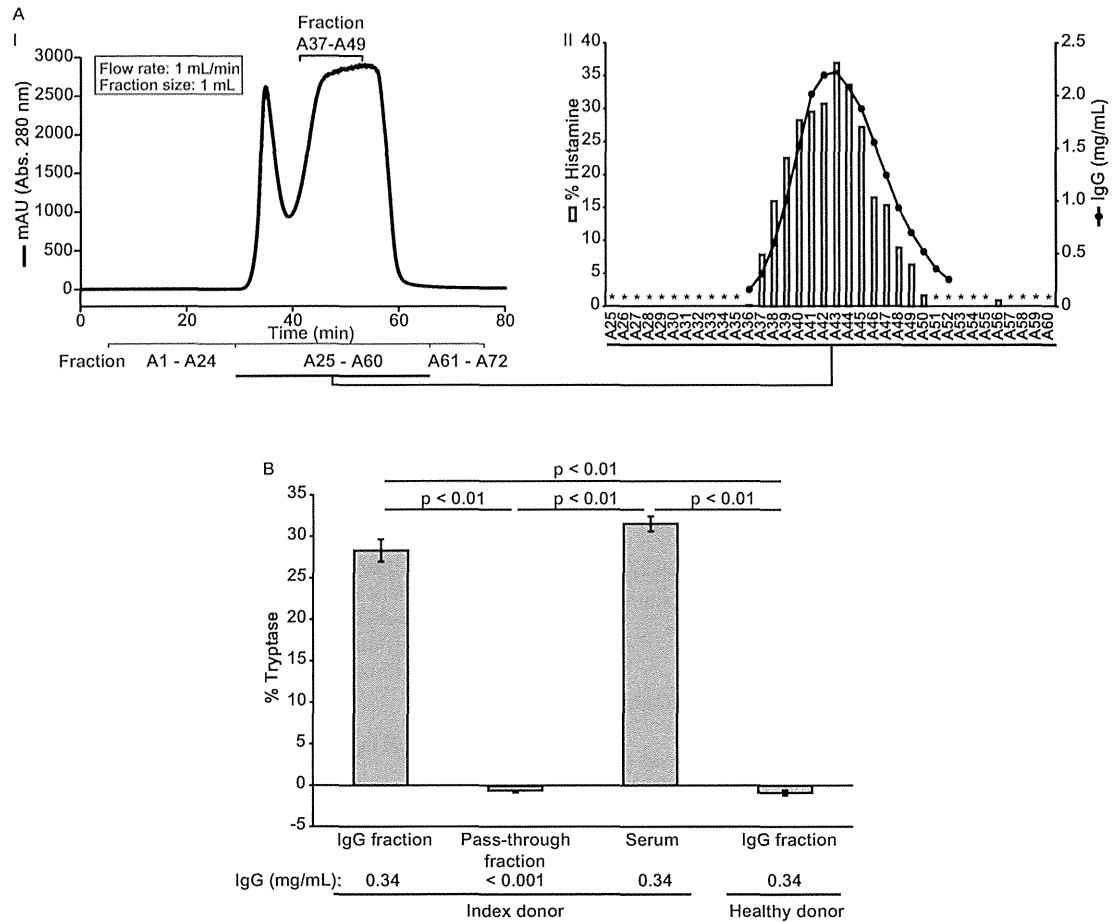 A
I
Fraction
A37-A49
Flow rate: 1 mL/min
Fraction size: 1 mL
mAU (Abs. 280 nm)
3000
2500
2000
1500
1000
500
0
0 20 40 60 80
Time (min)
Fraction A1 - A24 A25 - A60 A61 - A72
II
% Histamine
40
35
30
25
20
15
10
5
0
2.5
2.0
1.5
1.0
0.5
0
IgG (mg/mL)
* * * * * * * * * * * * * * * * * * * *
A25 A26 A27 A28 A29 A30 A31 A32 A33 A34 A35 A36 A37 A38 A39 A40 A41 A42 A43 A44 A45 A46 A47 A48 A49 A50 A51 A52 A53 A54 A55 A56 A57 A58 A59 A60
B
p < 0.01
p < 0.01 p < 0.01 p < 0.01
% Tryptase
35
30
25
20
15
10
5
0
-5
IgG fraction Pass-through Serum IgG fraction
fraction
IgG (mg/mL): 0.34 < 0.001 0.34 0.34
Index donor Healthy donor